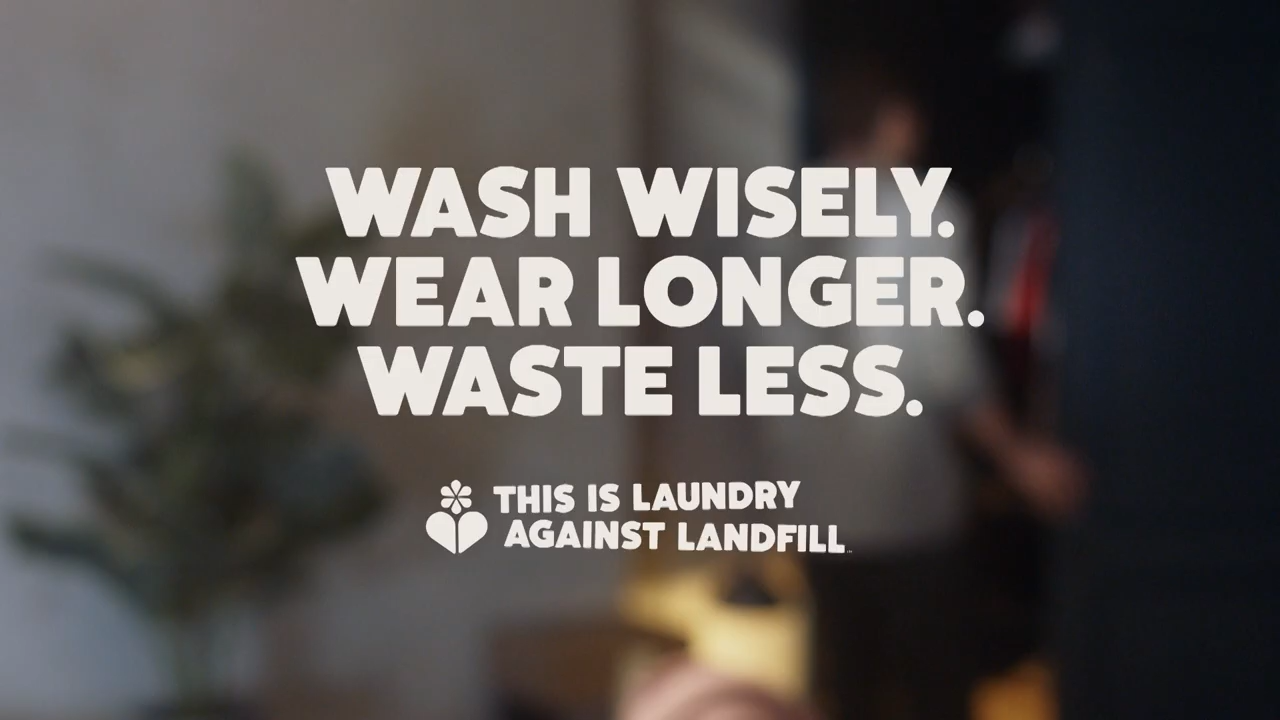 WASH WISELY.
WEAR LONGER.
WASTE LESS.
THIS IS LAUNDRY
AGAINST LANDFILL